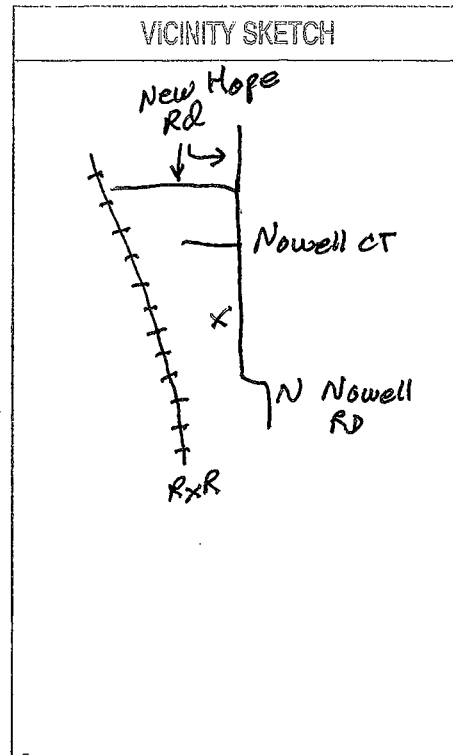 VICINITY SKETCH
New Hope
Rd
Nowell CT
X
N Nowell
RD
RxR